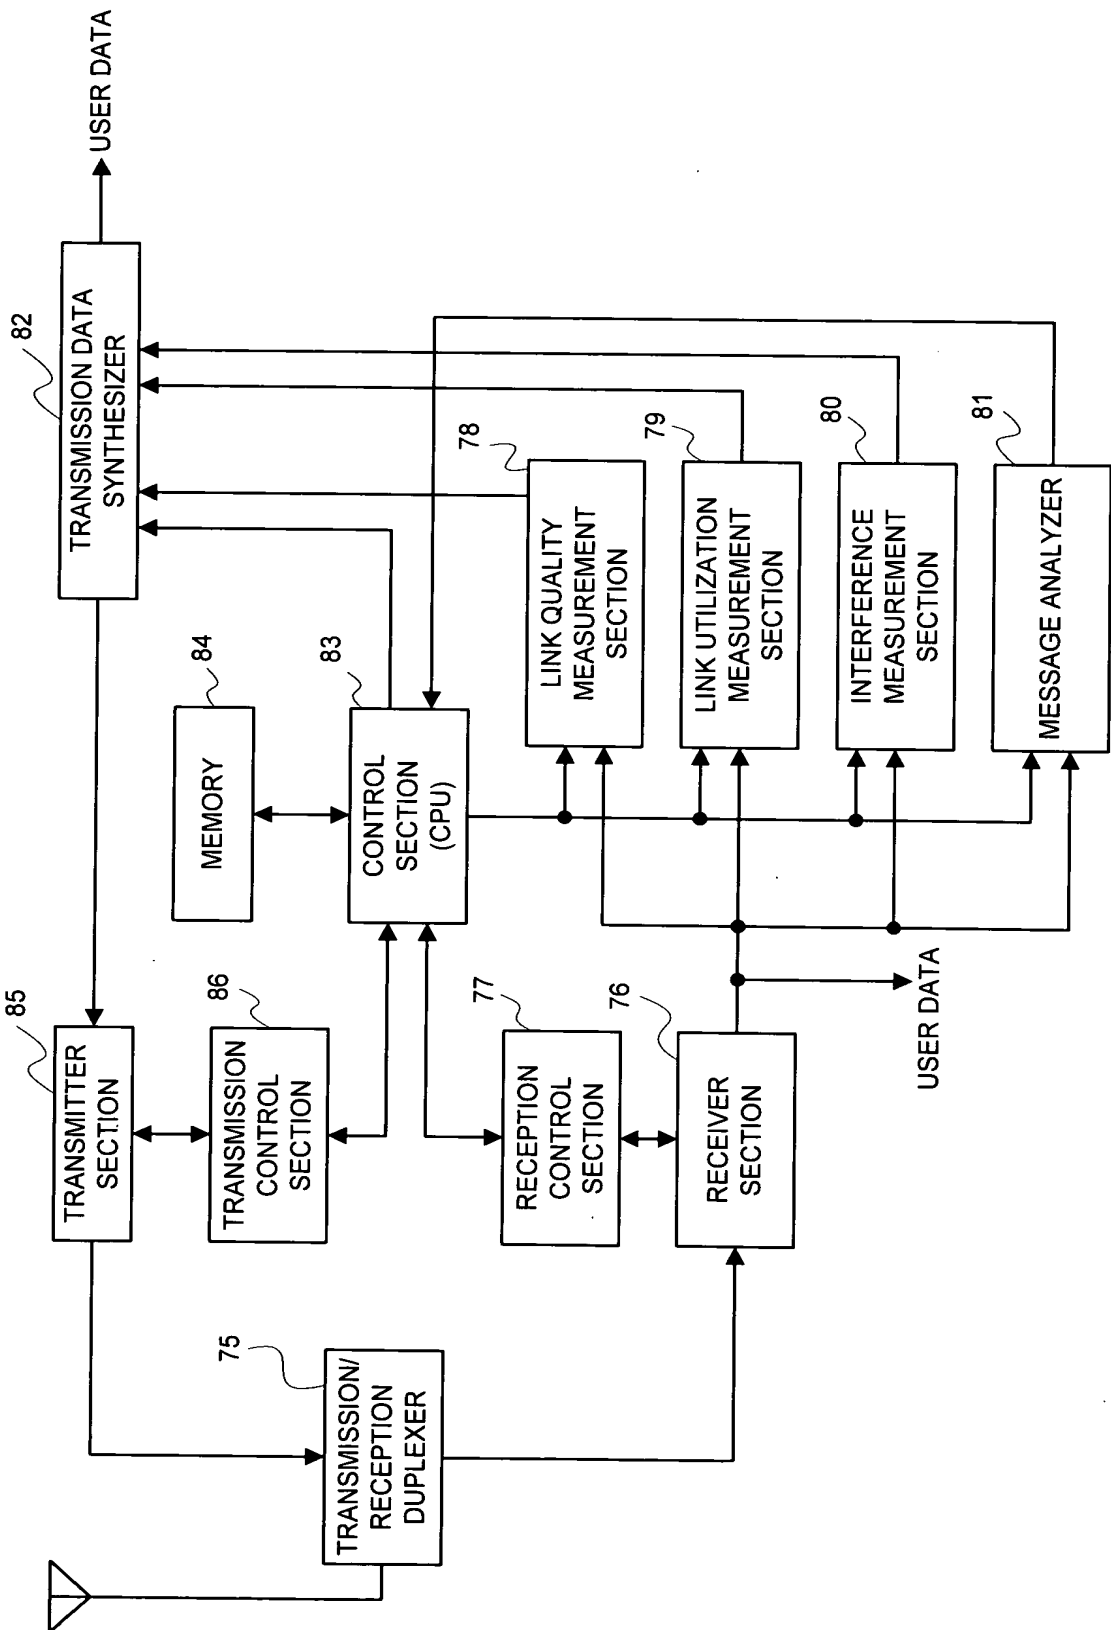 USER DATA
82
TRANSMISSION DATA
SYNTHESIZER
85
TRANSMITTER
SECTION
84
MEMORY
86
TRANSMISSION
CONTROL
SECTION
83
CONTROL
SECTION
(CPU)
75
TRANSMISSION/
RECEPTION
DUPLEXER
77
RECEPTION
CONTROL
SECTION
78
LINK QUALITY
MEASUREMENT
SECTION
76
RECEIVER
SECTION
79
LINK UTILIZATION
MEASUREMENT
SECTION
80
INTERFERENCE
MEASUREMENT
SECTION
USER DATA
81
MESSAGE ANALYZER